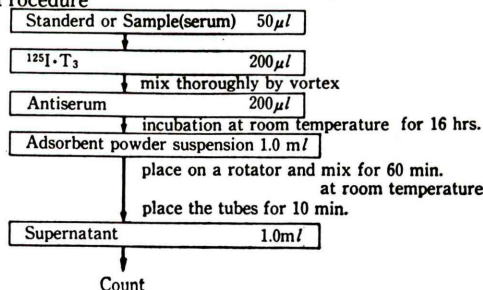 Procedure
Standerd or Sample(serum) 50μl
¹²⁵I·T₃ 200μl
mix thoroughly by vortex
Antiserum 200μl
incubation at room temperature for 16 hrs.
Adsorbent powder suspension 1.0 ml
place on a rotator and mix for 60 min.
at room temperature
place the tubes for 10 min.
Supernatant 1.0ml
Count